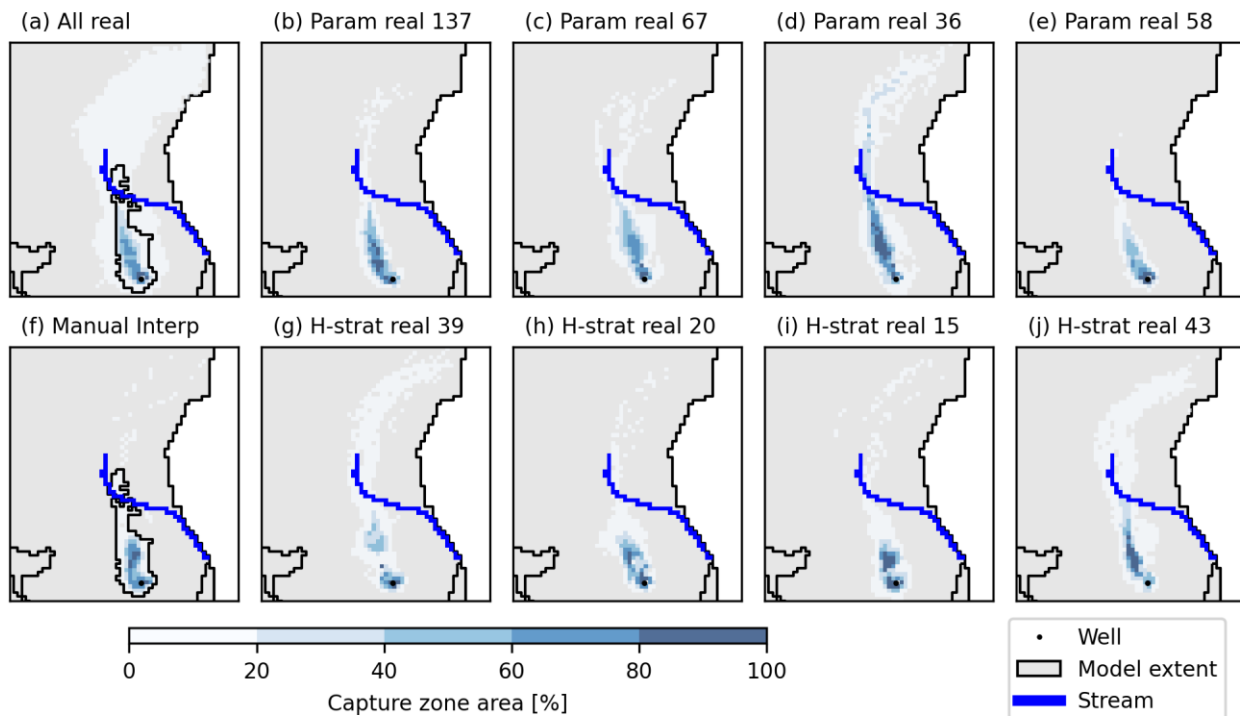 (a) All real
(b) Param real 137
(c) Param real 67
(d) Param real 36
(e) Param real 58
(f) Manual Interp
(g) H-strat real 39
(h) H-strat real 20
(i) H-strat real 15
(j) H-strat real 43
0 20 40 60 80 100
Capture zone area [%]
Well
Model extent
Stream